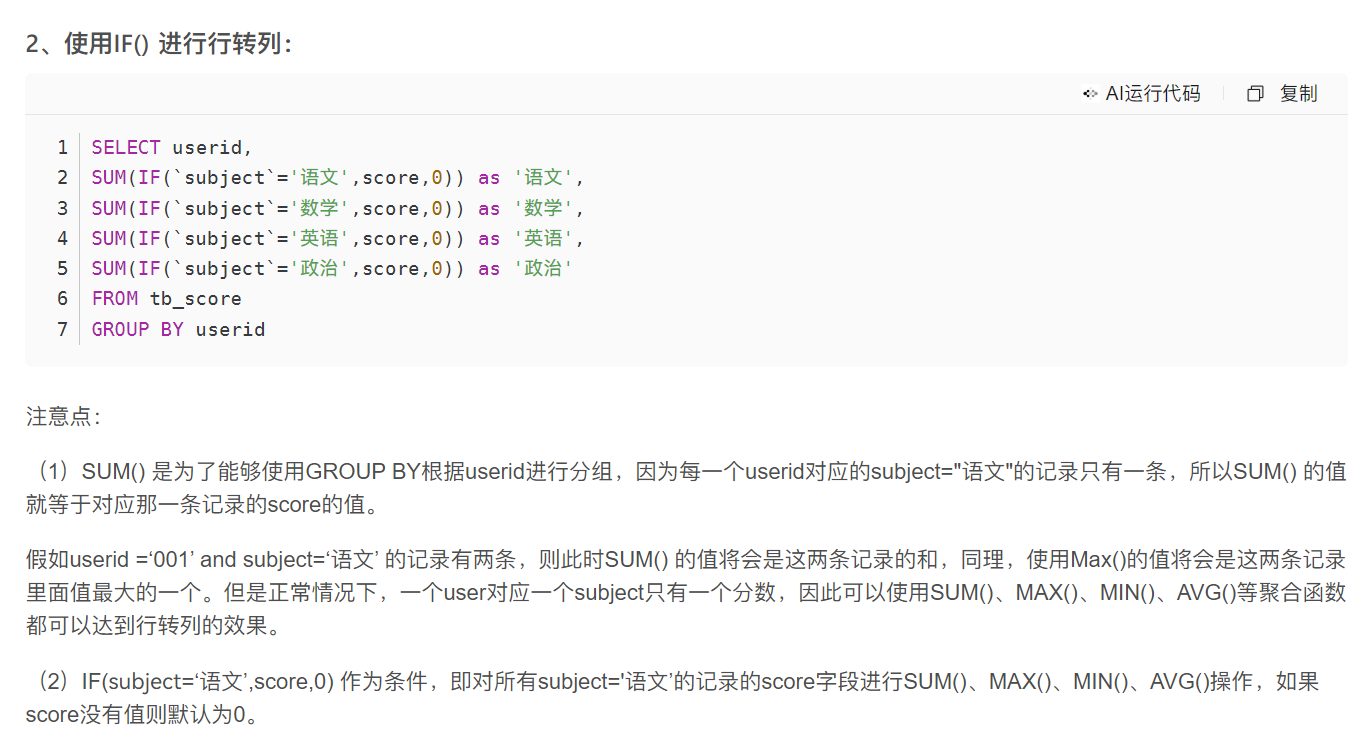 2、使用IF() 进行行转列：
AI运行代码 复制
1 SELECT userid,
2 SUM(IF(`subject`='语文',score,0)) as '语文',
3 SUM(IF(`subject`='数学',score,0)) as '数学',
4 SUM(IF(`subject`='英语',score,0)) as '英语',
5 SUM(IF(`subject`='政治',score,0)) as '政治'
6 FROM tb_score
7 GROUP BY userid
注意点：
（1）SUM() 是为了能够使用GROUP BY根据userid进行分组，因为每一个userid对应的subject="语文"的记录只有一条，所以SUM() 的值
就等于对应那一条记录的score的值。
假如userid =‘001’ and subject=‘语文’ 的记录有两条，则此时SUM() 的值将会是这两条记录的和，同理，使用Max()的值将会是这两条记录
里面值最大的一个。但是正常情况下，一个user对应一个subject只有一个分数，因此可以使用SUM()、MAX()、MIN()、AVG()等聚合函数
都可以达到行转列的效果。
（2）IF(subject=‘语文’,score,0) 作为条件，即对所有subject='语文’的记录的score字段进行SUM()、MAX()、MIN()、AVG()操作，如果
score没有值则默认为0。